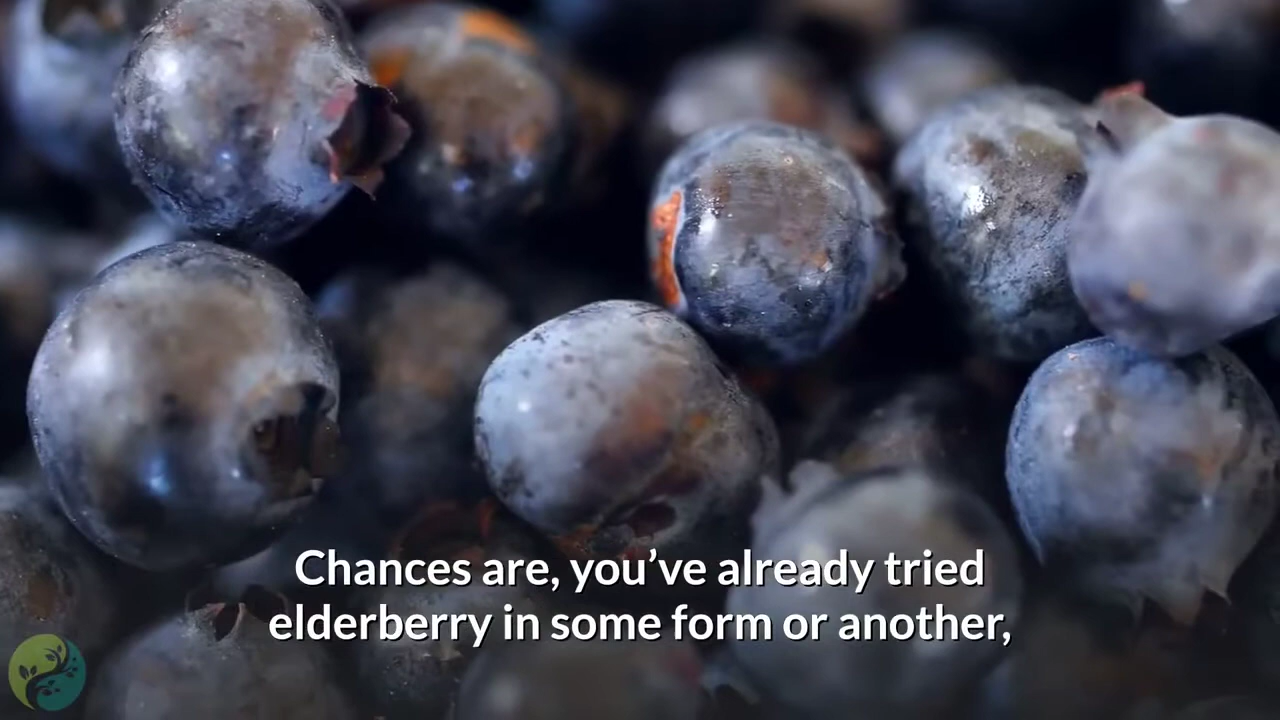 Chances are, you’ve already tried
elderberry in some form or another,